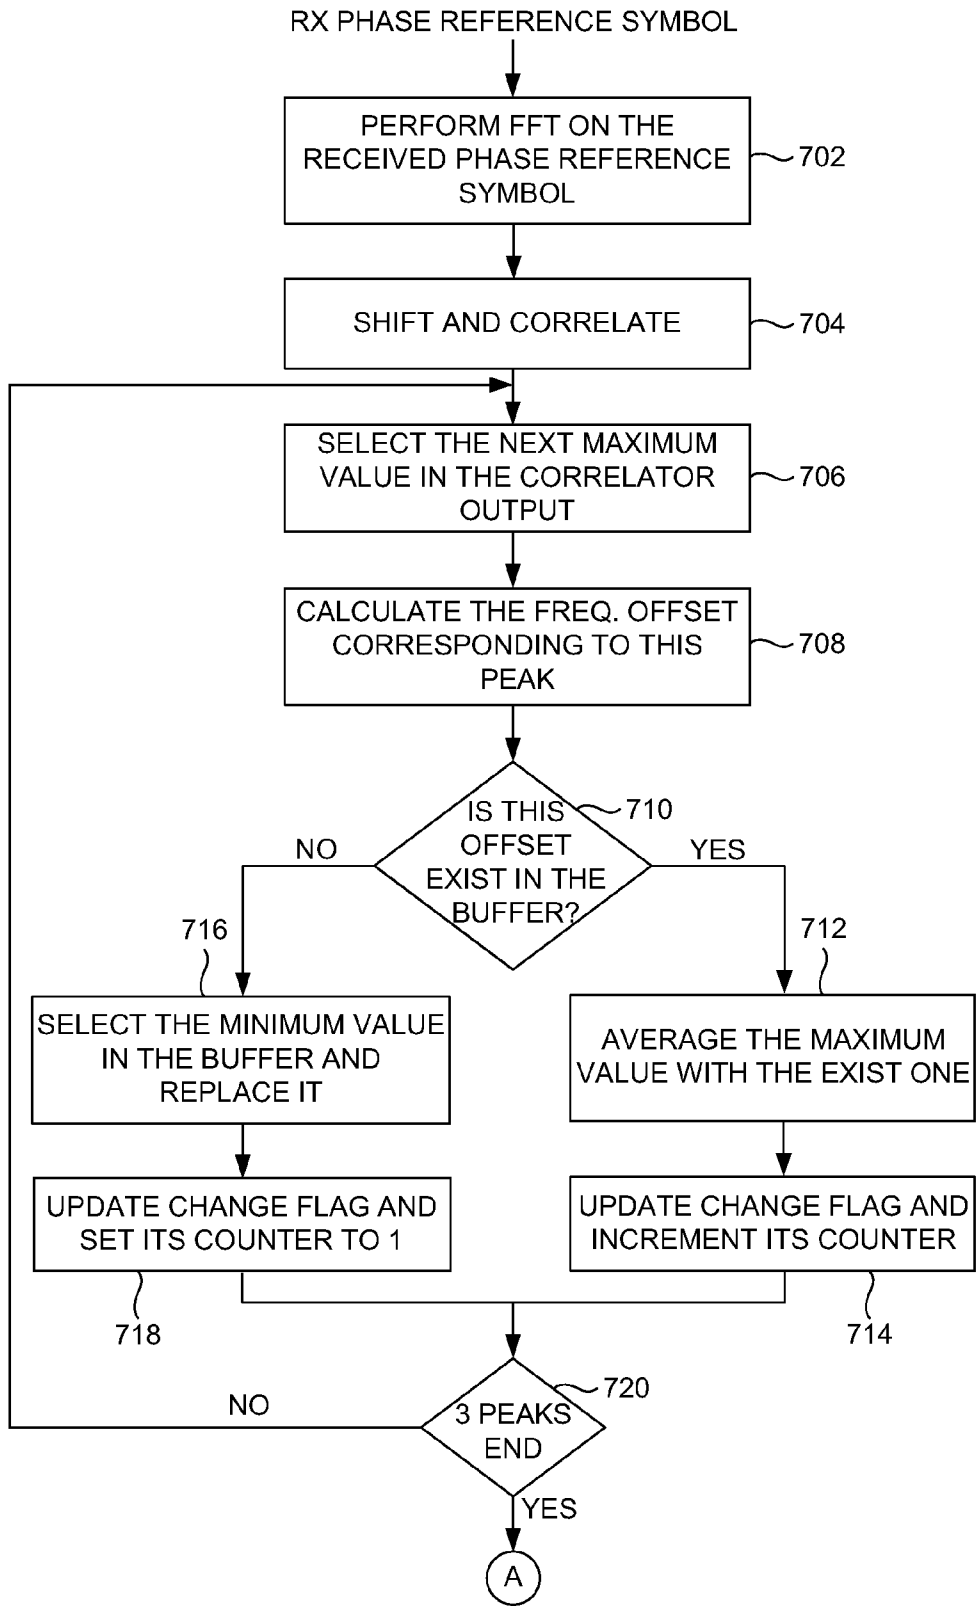 RX PHASE REFERENCE SYMBOL
PERFORM FFT ON THE
RECEIVED PHASE REFERENCE
SYMBOL
702
SHIFT AND CORRELATE
704
SELECT THE NEXT MAXIMUM
VALUE IN THE CORRELATOR
OUTPUT
706
CALCULATE THE FREQ. OFFSET
CORRESPONDING TO THIS
PEAK
708
IS THIS
OFFSET
EXIST IN THE
BUFFER?
710
NO
YES
716
SELECT THE MINIMUM VALUE
IN THE BUFFER AND
REPLACE IT
712
AVERAGE THE MAXIMUM
VALUE WITH THE EXIST ONE
UPDATE CHANGE FLAG AND
SET ITS COUNTER TO 1
718
UPDATE CHANGE FLAG AND
INCREMENT ITS COUNTER
714
3 PEAKS
END
720
NO
YES
A